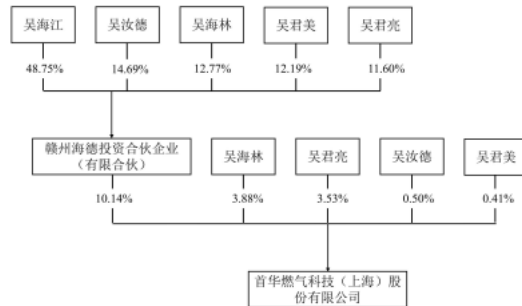 吴海江 吴汝德 吴海林 吴君美 吴君亮
48.75% 14.69% 12.77% 12.19% 11.60%
赣州海德投资合伙企业
（有限合伙）
吴海林 吴君亮 吴汝德 吴君美
10.14% 3.88% 3.53% 0.50% 0.41%
首华燃气科技（上海）股
份有限公司